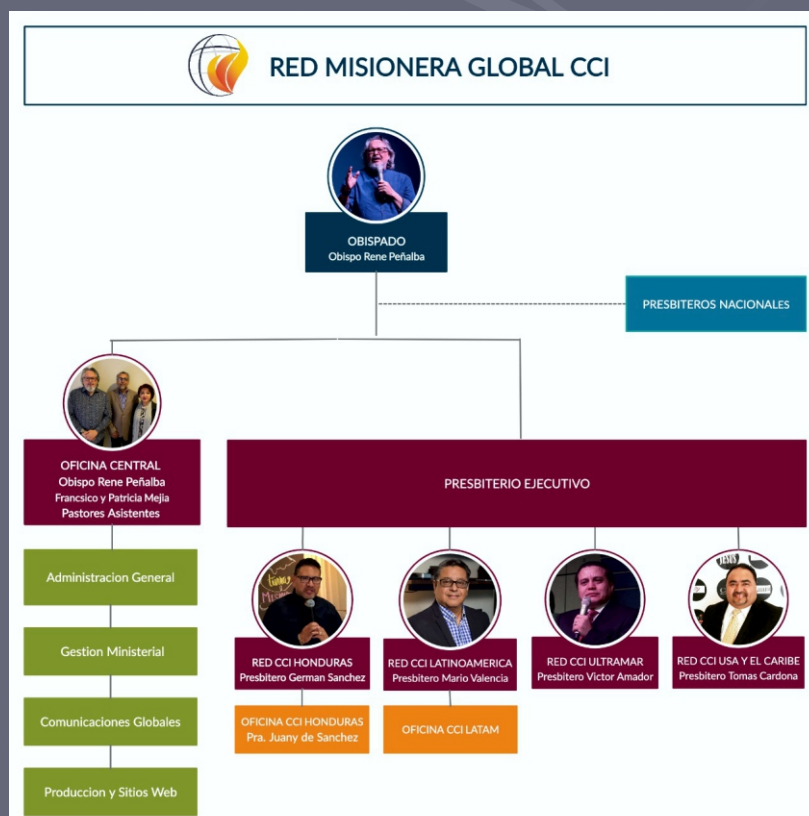 RED MISIONERA GLOBAL CCI
OBISPADO
Obispo Rene Peñalba
PRESBITEROS NACIONALES
OFICINA CENTRAL
Obispo Rene Peñalba
Francsico y Patricia Mejia
Pastores Asistentes
PRESBITERIO EJECUTIVO
Administracion General
Gestion Ministerial
Comunicaciones Globales
Produccion y Sitios Web
RED CCI HONDURAS
Presbitero German Sanchez
RED CCI LATINOAMERICA
Presbitero Mario Valencia
RED CCI ULTRAMAR
Presbitero Victor Amador
JESUS
RED CCI USA Y EL CARIBE
Presbitero Tomas Cardona
OFICINA CCI HONDURAS
Pra. Juany de Sanchez
OFICINA CCI LATAM